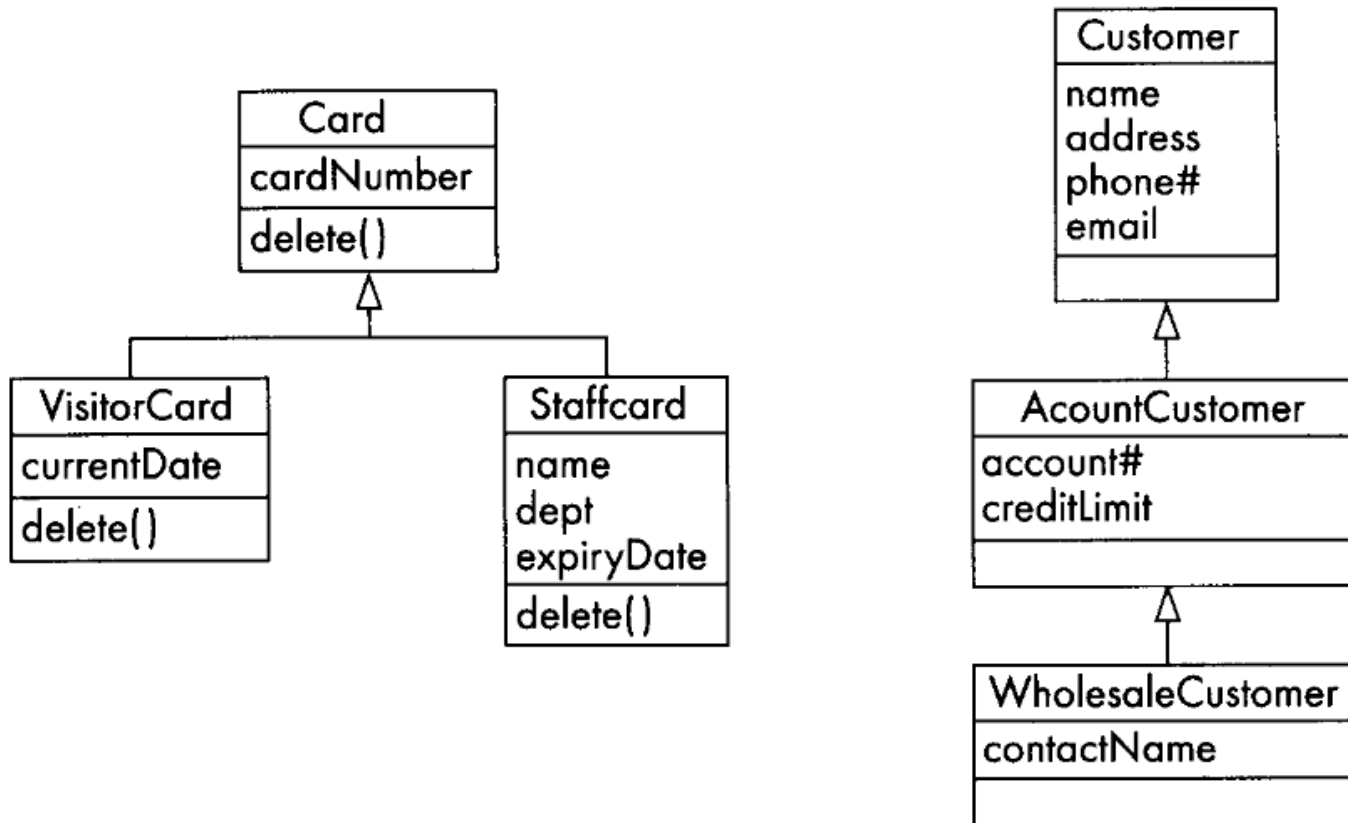 Card
cardNumber
delete()
VisitorCard
currentDate
delete()
Staffcard
name
dept
expiryDate
delete()
Customer
name
address
phone#
email
AcountCustomer
account#
creditLimit
WholesaleCustomer
contactName